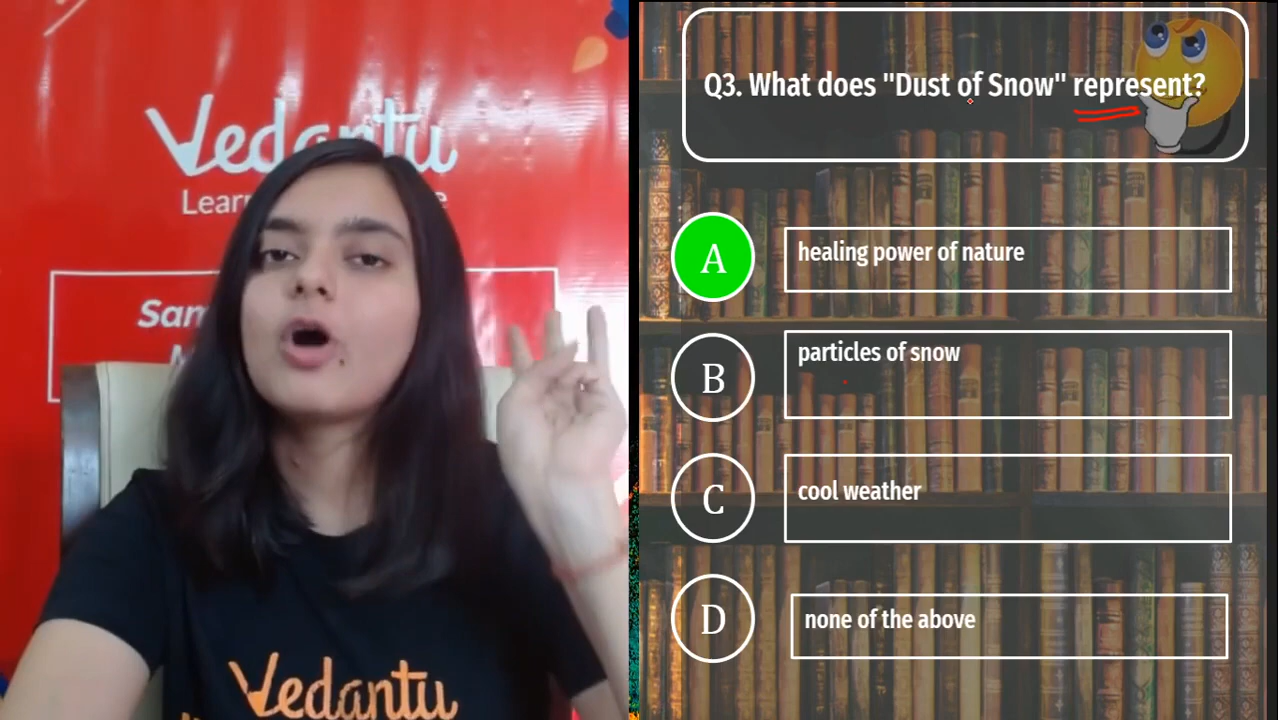 Vedantu
Lear
e
Sam
Q3. What does "Dust of Snow" represent?
A
healing power of nature
B
particles of snow
C
cool weather
D
none of the above
Vedantu